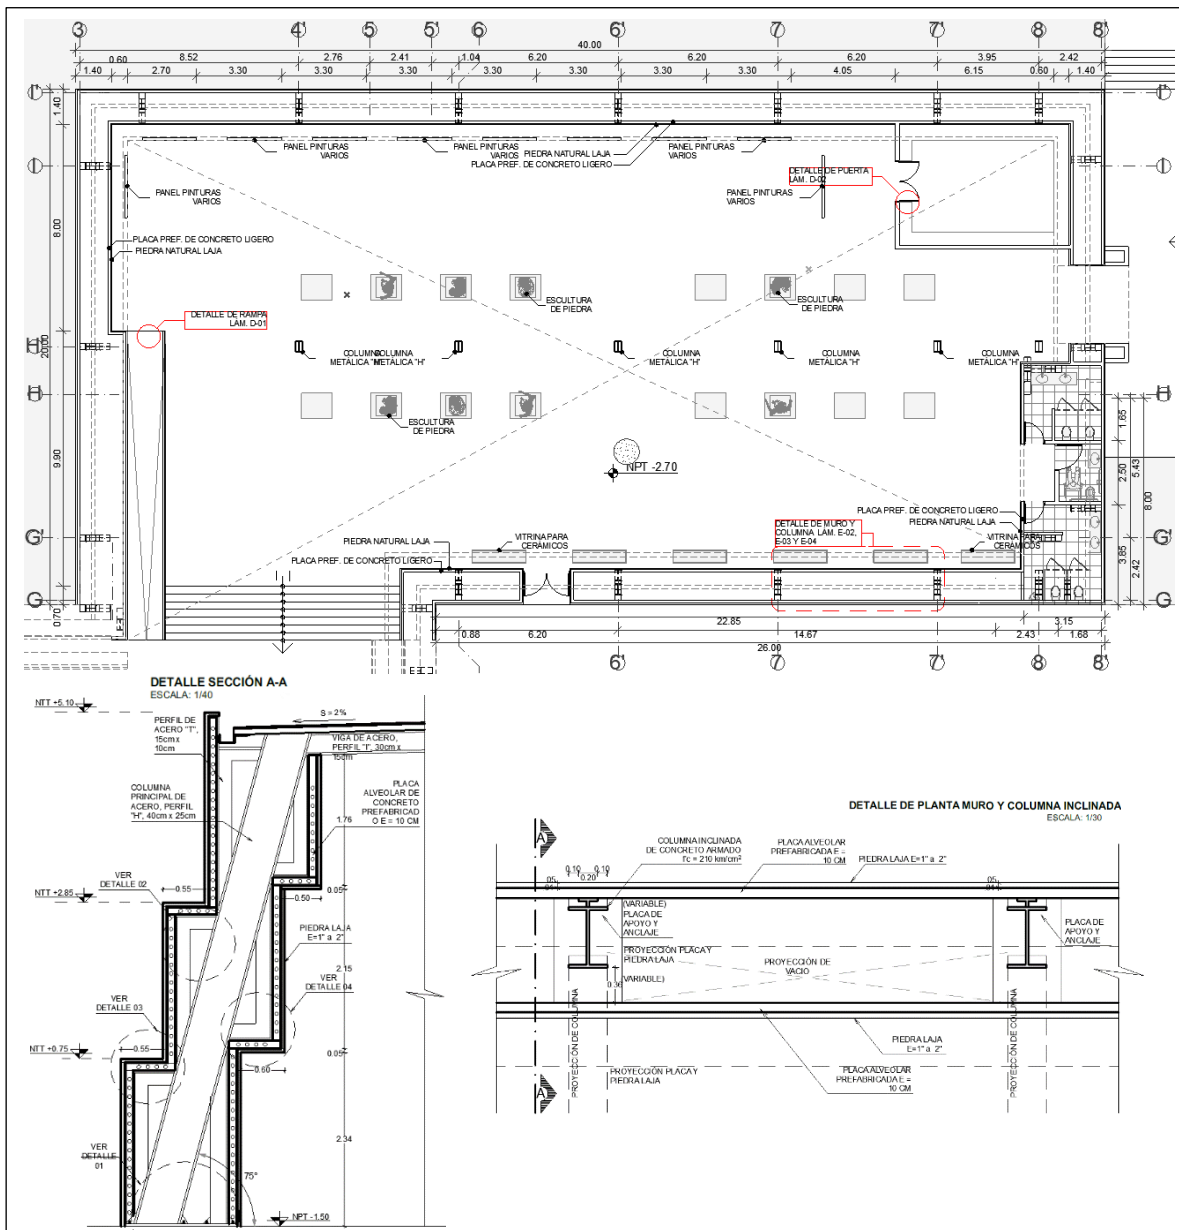 3 4' 5 5' 6 6' 7 7' 8 8'
40.00
0.60 8.52 2.76 2.41 1.04 6.20 6.20 6.20 3.95 2.42
1.40 2.70 3.30 3.30 3.30 3.30 3.30 3.30 3.30 4.05 6.15 0.60 1.40
I' I'
1.40
PANEL PINTURAS
VARIOS
PANEL PINTURAS
VARIOS
PIEDRA NATURAL LAJA
PLACA PREF. DE CONCRETO LIGERO
PANEL PINTURAS
VARIOS
I I
DETALLE DE PUERTA
LAM. D-02
PANEL PINTURAS
VARIOS
PANEL PINTURAS
VARIOS
8.00
PLACA PREF. DE CONCRETO LIGERO
PIEDRA NATURAL LAJA
ESCULTURA
DE PIEDRA
ESCULTURA
DE PIEDRA
DETALLE DE RAMPA
LAM. D-01
20.00
H
COLUMNA
METÁLICA "H"
COLUMNA
METÁLICA "H"
COLUMNA
METÁLICA "H"
COLUMNA
METÁLICA "H"
COLUMNA
METÁLICA "H"
H H
ESCULTURA
DE PIEDRA
1.65
9.90
NPT -2.70
2.50
5.43
8.00
PLACA PREF. DE CONCRETO LIGERO
PIEDRA NATURAL LAJA
DETALLE DE MURO Y
COLUMNA LAM. E-02,
E-03 Y E-04
G' G'
PIEDRA NATURAL LAJA
VITRINA PARA
CERÁMICOS
VITRINA PARA
CERÁMICOS
PLACA PREF. DE CONCRETO LIGERO
3.85
2.42
G G
0.70
22.85 3.15
0.88 6.20 14.67 2.43 1.68
26.00
6' 7 8 8'
DETALLE SECCIÓN A-A
ESCALA: 1/40
NTT +5.10
S = 2%
PERFIL DE
ACERO "T",
15cm x
10cm
VIGA DE ACERO,
PERFIL "I", 30cm x
15cm
COLUMNA
PRINCIPAL DE
ACERO, PERFIL
"H", 40cm x 25cm
PLACA
ALVEOLAR DE
CONCRETO
PREFABRICAD
O E = 10 CM
1.76
VER
DETALLE 02
NTT +2.85
0.55
0.05
0.50
PIEDRA LAJA
E=1" a 2"
2.15
VER
DETALLE 03
VER
DETALLE 04
NTT +0.75
0.55
0.05
0.60
VER
DETALLE
01
2.34
75°
NPT -1.50
DETALLE DE PLANTA MURO Y COLUMNA INCLINADA
ESCALA: 1/30
A
COLUMNA INCLINADA
DE CONCRETO ARMADO
f'c = 210 km/cm²
PLACA ALVEOLAR
PREFABRICADA E =
10 CM
PIEDRA LAJA E=1" a 2"
0.10 0.10
0.20
(VARIABLE)
PLACA DE
APOYO Y
ANCLAJE
PLACA DE
APOYO Y
ANCLAJE
PROYECCIÓN PLACA Y
PIEDRA LAJA
PROYECCIÓN DE
VACIO
(VARIABLE)
0.36
PROYECCIÓN DE COLUMNA
PROYECCIÓN DE COLUMNA
PIEDRA LAJA
E=1" a 2"
PROYECCIÓN PLACA Y
PIEDRA LAJA
PLACA ALVEOLAR
PREFABRICADA E =
10 CM
A